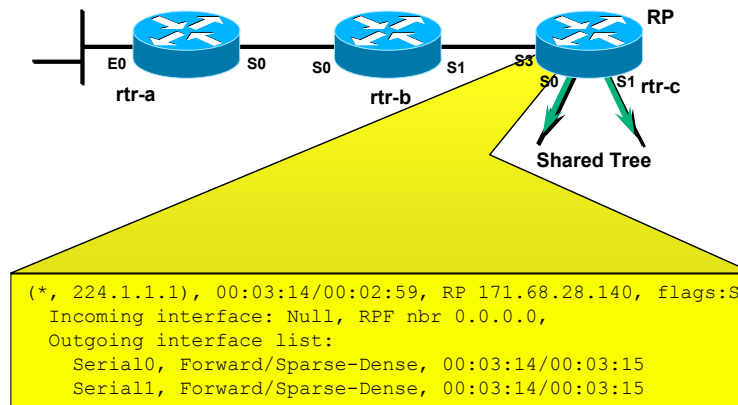 RP
E0
S0
S0
S1
S3
S0
S1
rtr-a
rtr-b
rtr-c
Shared Tree
(*, 224.1.1.1), 00:03:14/00:02:59, RP 171.68.28.140, flags:S
Incoming interface: Null, RPF nbr 0.0.0.0,
Outgoing interface list:
Serial0, Forward/Sparse-Dense, 00:03:14/00:03:15
Serial1, Forward/Sparse-Dense, 00:03:14/00:03:15